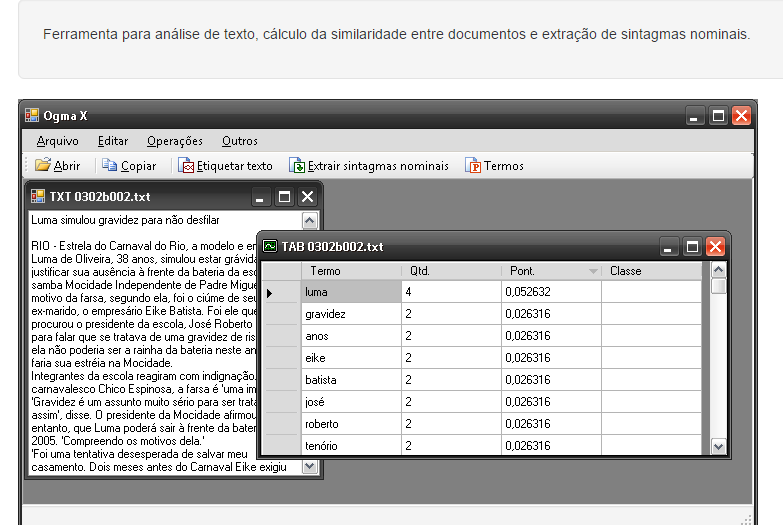 Ferramenta para análise de texto, cálculo da similaridade entre documentos e extração de sintagmas nominais.
Ogma X
Arquivo Editar Operações Outros
Abrir Copiar Etiquetar texto Extrair sintagmas nominais Termos
TXT 0302b002.txt
Luma simulou gravidez para não desfilar
RIO - Estrela do Carnaval do Rio, a modelo e
Luma de Oliveira, 38 anos, simulou estar grávida
justificar sua ausência à frente da bateria da
samba Mocidade Independente de Padre
motivo da farsa, segundo ela, foi o ciúme de
ex-marido, o empresário Eike Batista. Foi ele
procurou o presidente da escola, José Roberto
para falar que se tratava de uma gravidez de
ela não poderia ser a rainha da bateria neste
faria sua estréia na Mocidade.
Integrantes da escola reagiram com indignação.
carnavalesco Chico Espinosa, a farsa é 'uma
'Gravidez é um assunto muito sério para ser
assim', disse. O presidente da Mocidade afirmou
entanto, que Luma poderá sair à frente da
2005. 'Compreendo os motivos dela.'
'Foi uma tentativa desesperada de salvar meu
casamento. Dois meses antes do Carnaval Eike exigiu
TAB 0302b002.txt
Termo Qtd. Pont. Classe
luma 4 0,052632
gravidez 2 0,026316
anos 2 0,026316
eike 2 0,026316
batista 2 0,026316
josé 2 0,026316
roberto 2 0,026316
tenório 2 0,026316